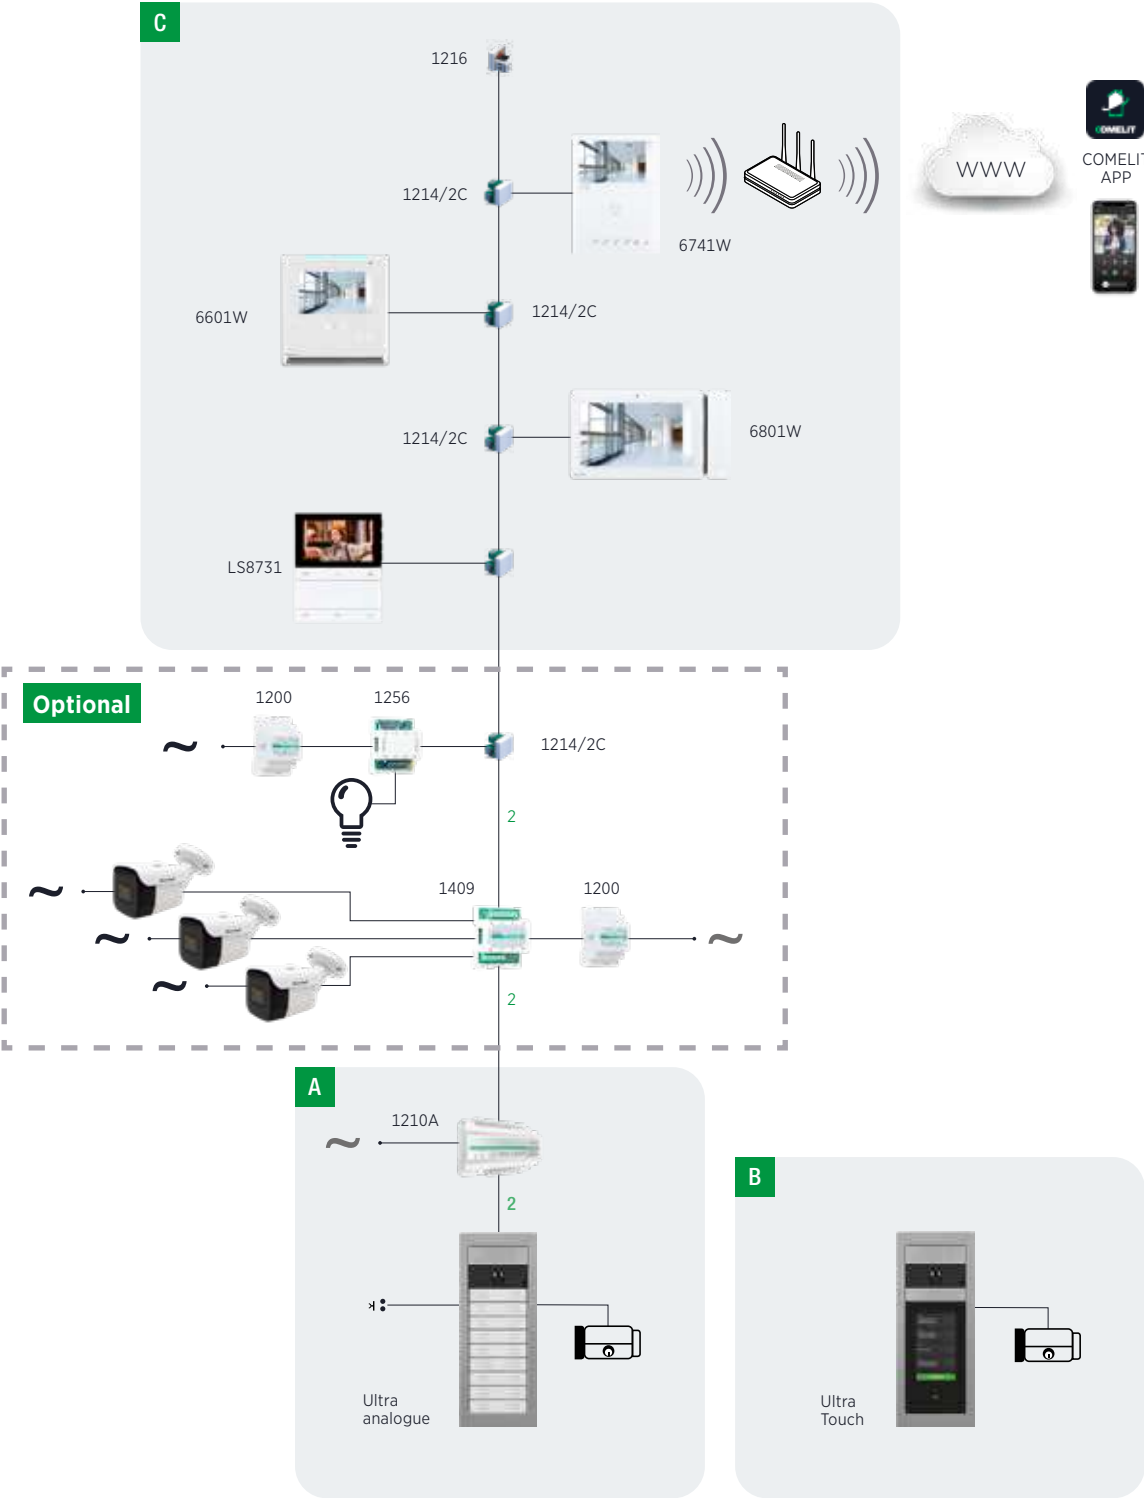 C
1216
COMELIT
WWW
COMELIT
APP
1214/2C
6741W
6601W
1214/2C
1214/2C
6801W
LS8731
Optional
1200
1256
~
1214/2C
2
~
1409
1200
~
~
~
2
A
1210A
~
2
B
Ultra
analogue
Ultra
Touch